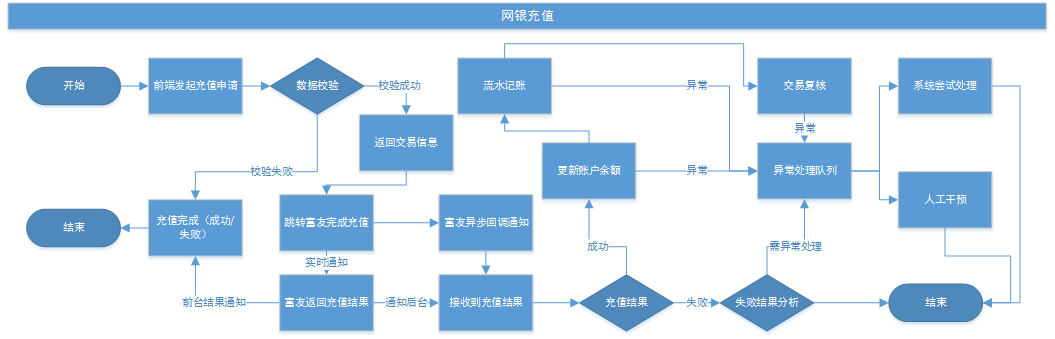 网银充值
开始
前端发起充值申请
数据校验
校验成功
返回交易信息
校验失败
充值完成（成功/
失败）
结束
跳转富友完成充值
富友异步回调通知
实时通知
富友返回充值结果
前台结果通知
通知后台
接收到充值结果
流水记账
异常
交易复核
异常
系统尝试处理
更新账户余额
异常
异常处理队列
人工干预
成功
需异常处理
充值结果
失败
失败结果分析
结束